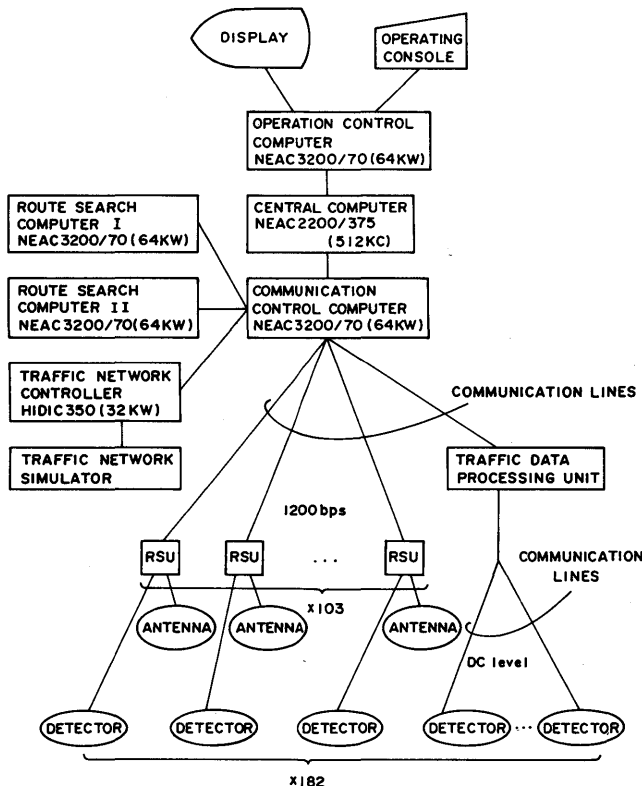 DISPLAY
OPERATING
CONSOLE
OPERATION CONTROL
COMPUTER
NEAC3200/70(64KW)
ROUTE SEARCH
COMPUTER I
NEAC3200/70(64KW)
CENTRAL COMPUTER
NEAC2200/375
(512KC)
ROUTE SEARCH
COMPUTER II
NEAC3200/70(64KW)
COMMUNICATION
CONTROL COMPUTER
NEAC3200/70(64KW)
TRAFFIC NETWORK
CONTROLLER
HIDIC350(32KW)
COMMUNICATION LINES
TRAFFIC NETWORK
SIMULATOR
TRAFFIC DATA
PROCESSING UNIT
1200bps
RSU
RSU
...
RSU
COMMUNICATION
LINES
x103
ANTENNA
ANTENNA
ANTENNA
DC level
DETECTOR
DETECTOR
DETECTOR
DETECTOR
...
DETECTOR
x182